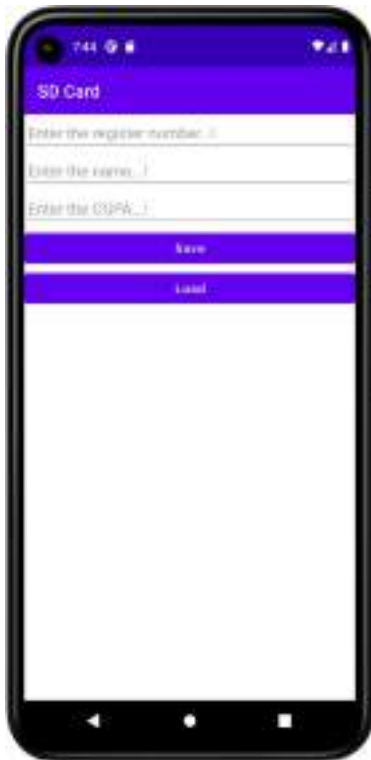 7:44
SD Card
Enter the register number...!
Enter the name...!
Enter the CGPA...!
Save
Load